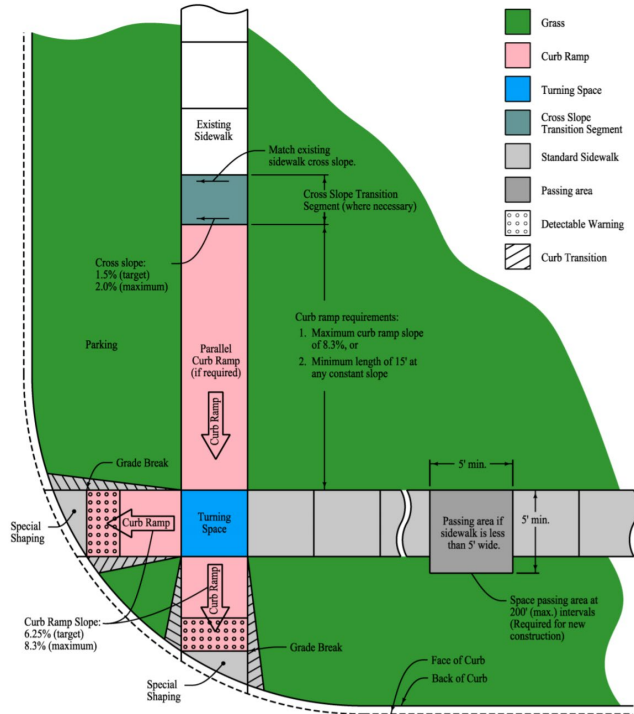 Grass
Curb Ramp
Turning Space
Cross Slope
Transition Segment
Standard Sidewalk
Passing area
Detectable Warning
Curb Transition
Existing
Sidewalk
Match existing
sidewalk cross slope.
Cross Slope Transition
Segment (where necessary)
Cross slope:
1.5% (target)
2.0% (maximum)
Curb ramp requirements:
1. Maximum curb ramp slope
of 8.3%, or
2. Minimum length of 15' at
any constant slope
Parking
Parallel
Curb Ramp
(if required)
Curb Ramp
Grade Break
5' min.
Special
Shaping
Curb Ramp
Turning
Space
Passing area if
sidewalk is less
than 5' wide.
5' min.
Curb Ramp
Curb Ramp Slope:
6.25% (target)
8.3% (maximum)
Space passing area at
200' (max.) intervals
(Required for new
construction)
Grade Break
Face of Curb
Back of Curb
Special
Shaping